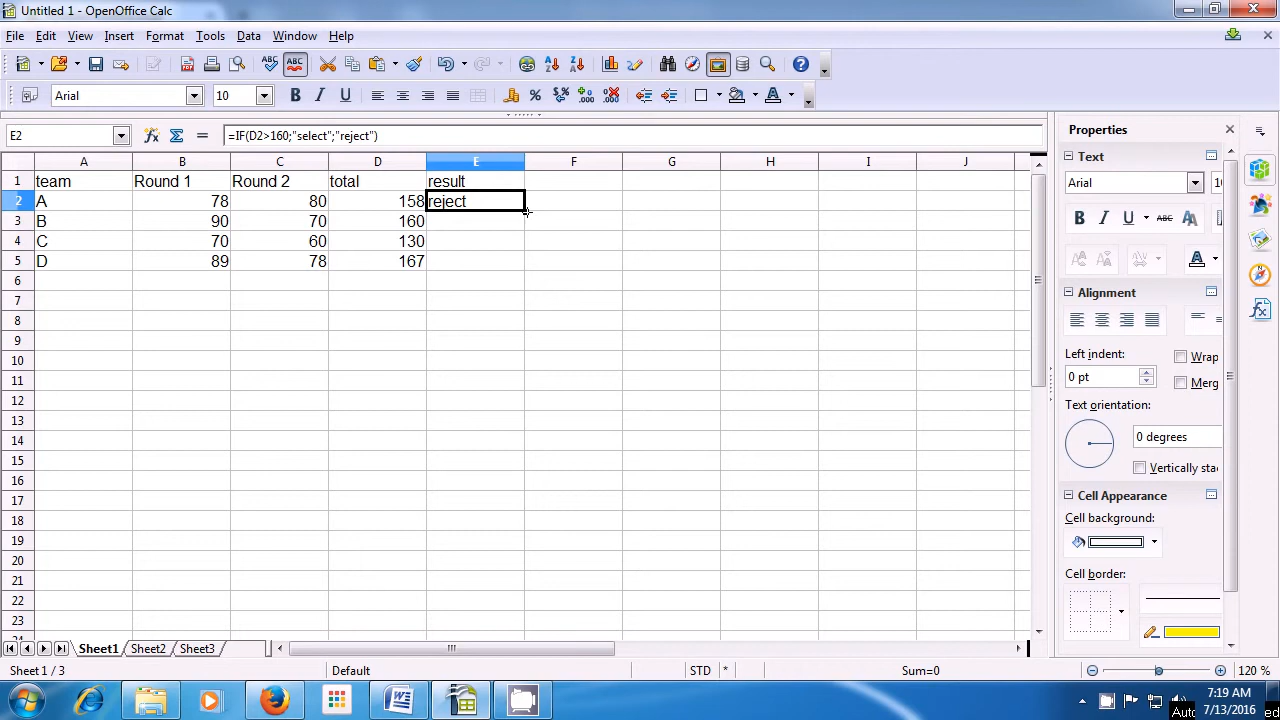 Untitled 1 - OpenOffice Calc
File Edit View Insert Format Tools Data Window Help
Arial 10
E2 =IF(D2>160;"select";"reject")
A B C D E F G H I J
1 team Round 1 Round 2 total result
2 A 78 80 158 reject
3 B 90 70 160
4 C 70 60 130
5 D 89 78 167
6
7
8
9
10
11
12
13
14
15
16
17
18
19
20
21
22
23
Sheet1 Sheet2 Sheet3
Sheet 1 / 3 Default STD * Sum=0 120 %
Properties
Text
Arial
Alignment
Left indent: Wrap
0 pt Merg
Text orientation:
0 degrees
Vertically sta
Cell Appearance
Cell background:
Cell border:
7:19 AM
7/13/2016